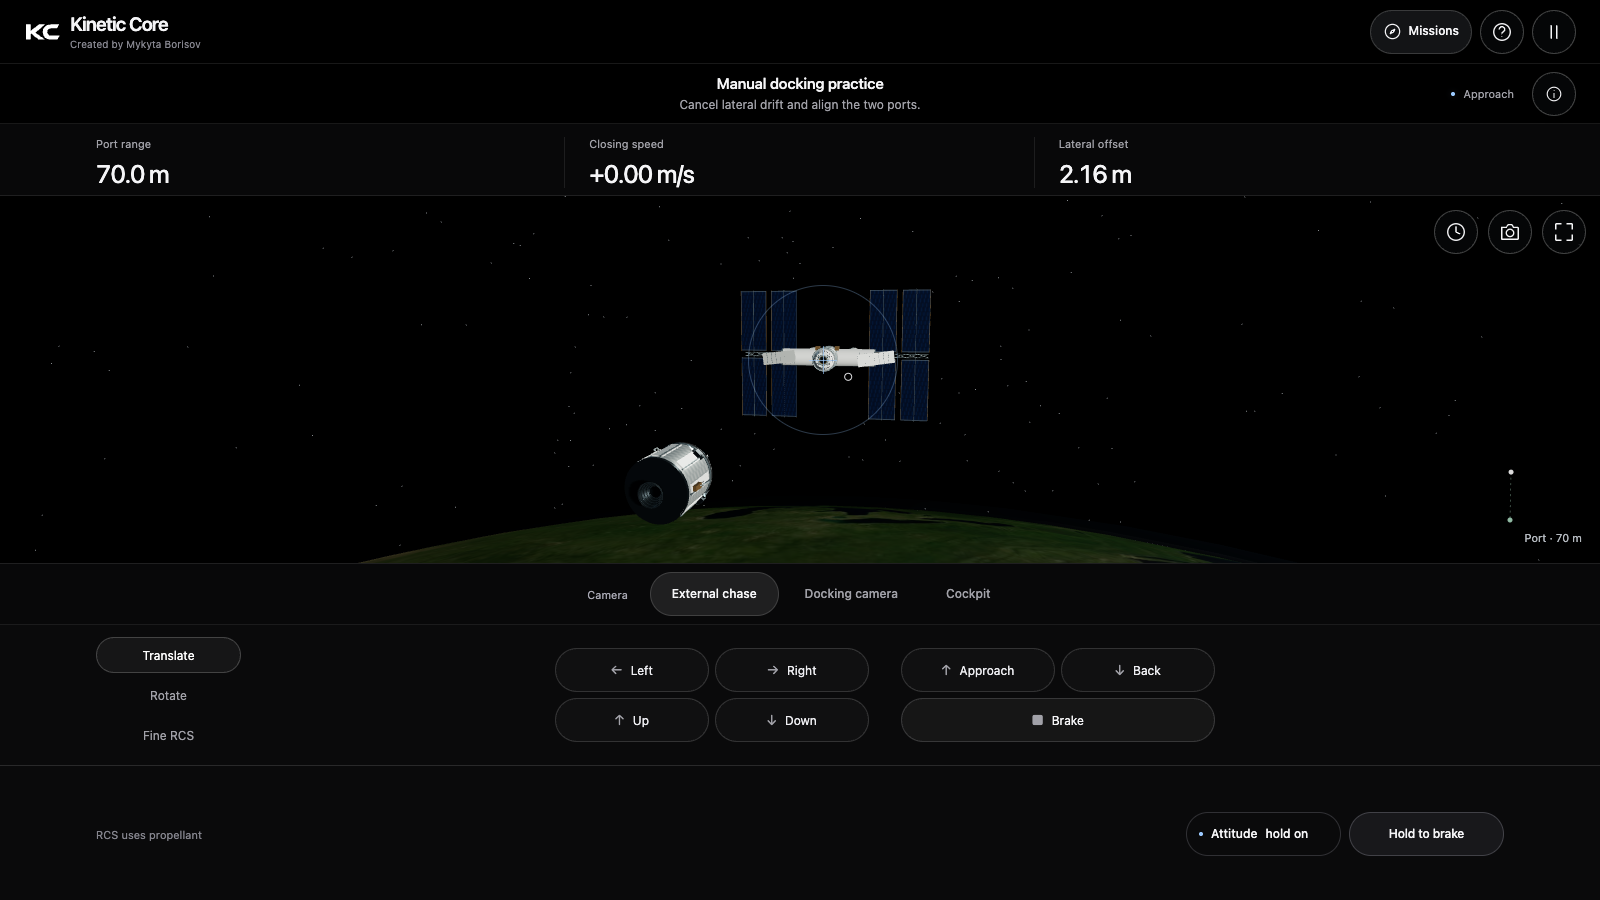 KC
Kinetic Core
Created by Mykyta Borisov
Missions
Manual docking practice
Cancel lateral drift and align the two ports.
Approach
Port range
70.0 m
Closing speed
+0.00 m/s
Lateral offset
2.16 m
Port · 70 m
Camera
External chase
Docking camera
Cockpit
Translate
Rotate
Fine RCS
← Left
→ Right
↑ Up
↓ Down
↑ Approach
↓ Back
Brake
RCS uses propellant
Attitude hold on
Hold to brake